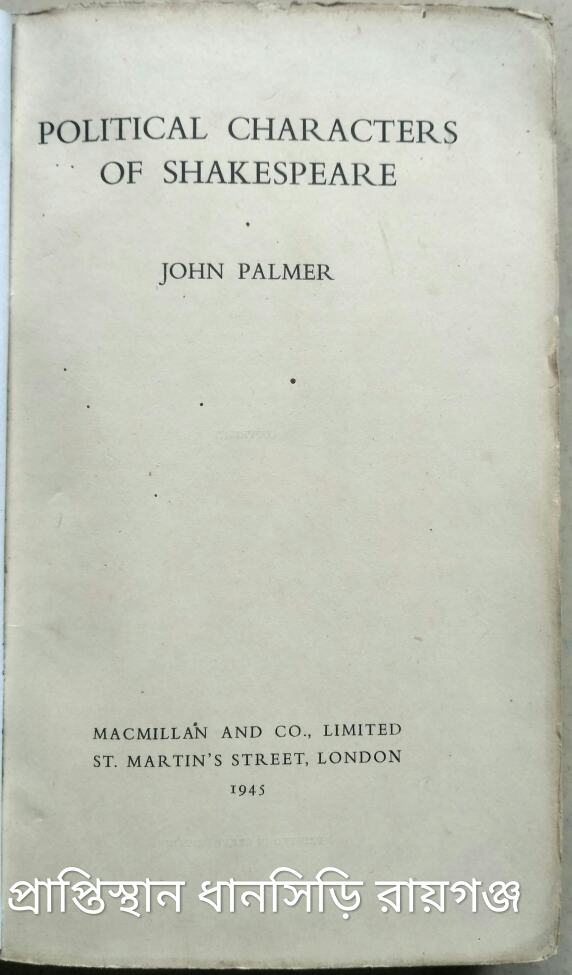 POLITICAL CHARACTERS
OF SHAKESPEARE
JOHN PALMER
MACMILLAN AND CO., LIMITED
ST. MARTIN'S STREET, LONDON
1945
প্রাপ্তিস্থান ধানসিড়ি রায়গঞ্জ